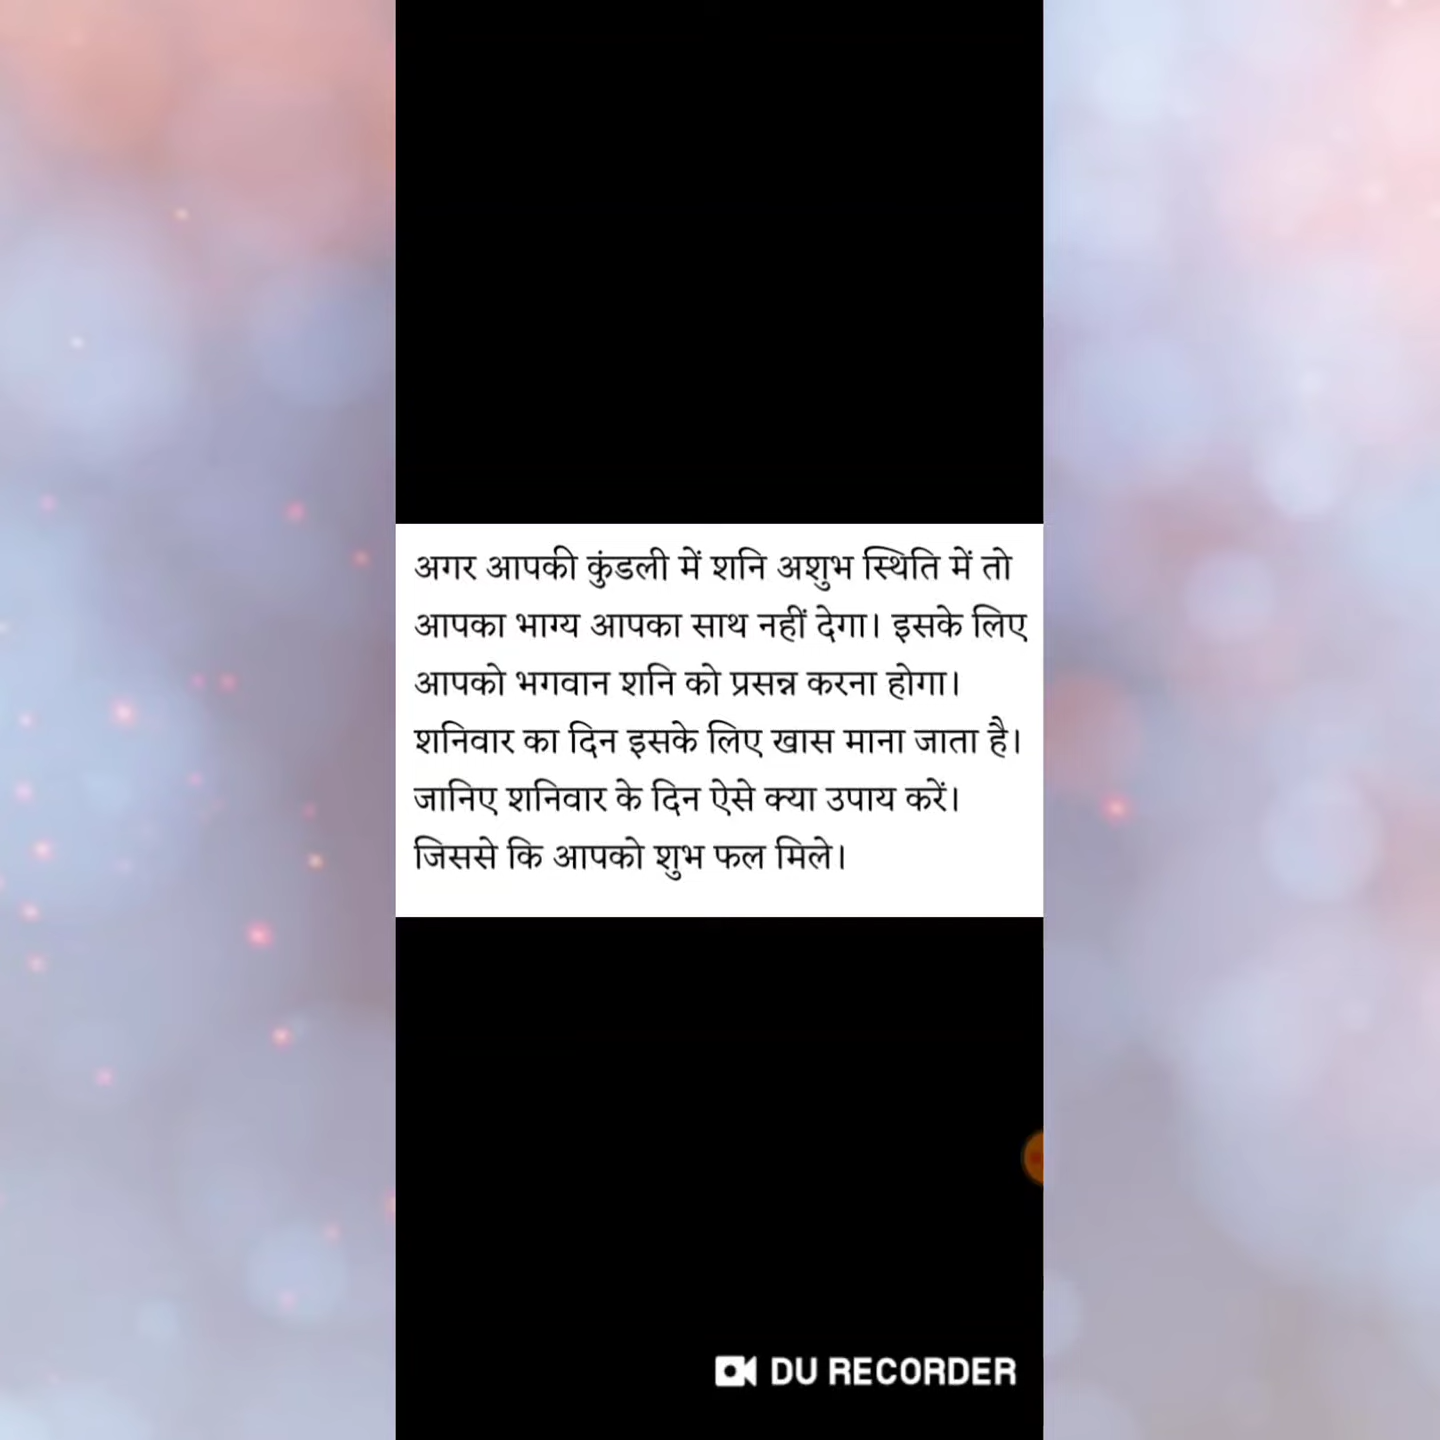 अगर आपकी कुंडली में शनि अशुभ स्थिति में तो
आपका भाग्य आपका साथ नहीं देगा। इसके लिए
आपको भगवान शनि को प्रसन्न करना होगा।
शनिवार का दिन इसके लिए खास माना जाता है।
जानिए शनिवार के दिन ऐसे क्या उपाय करें।
जिससे कि आपको शुभ फल मिले।
DU RECORDER